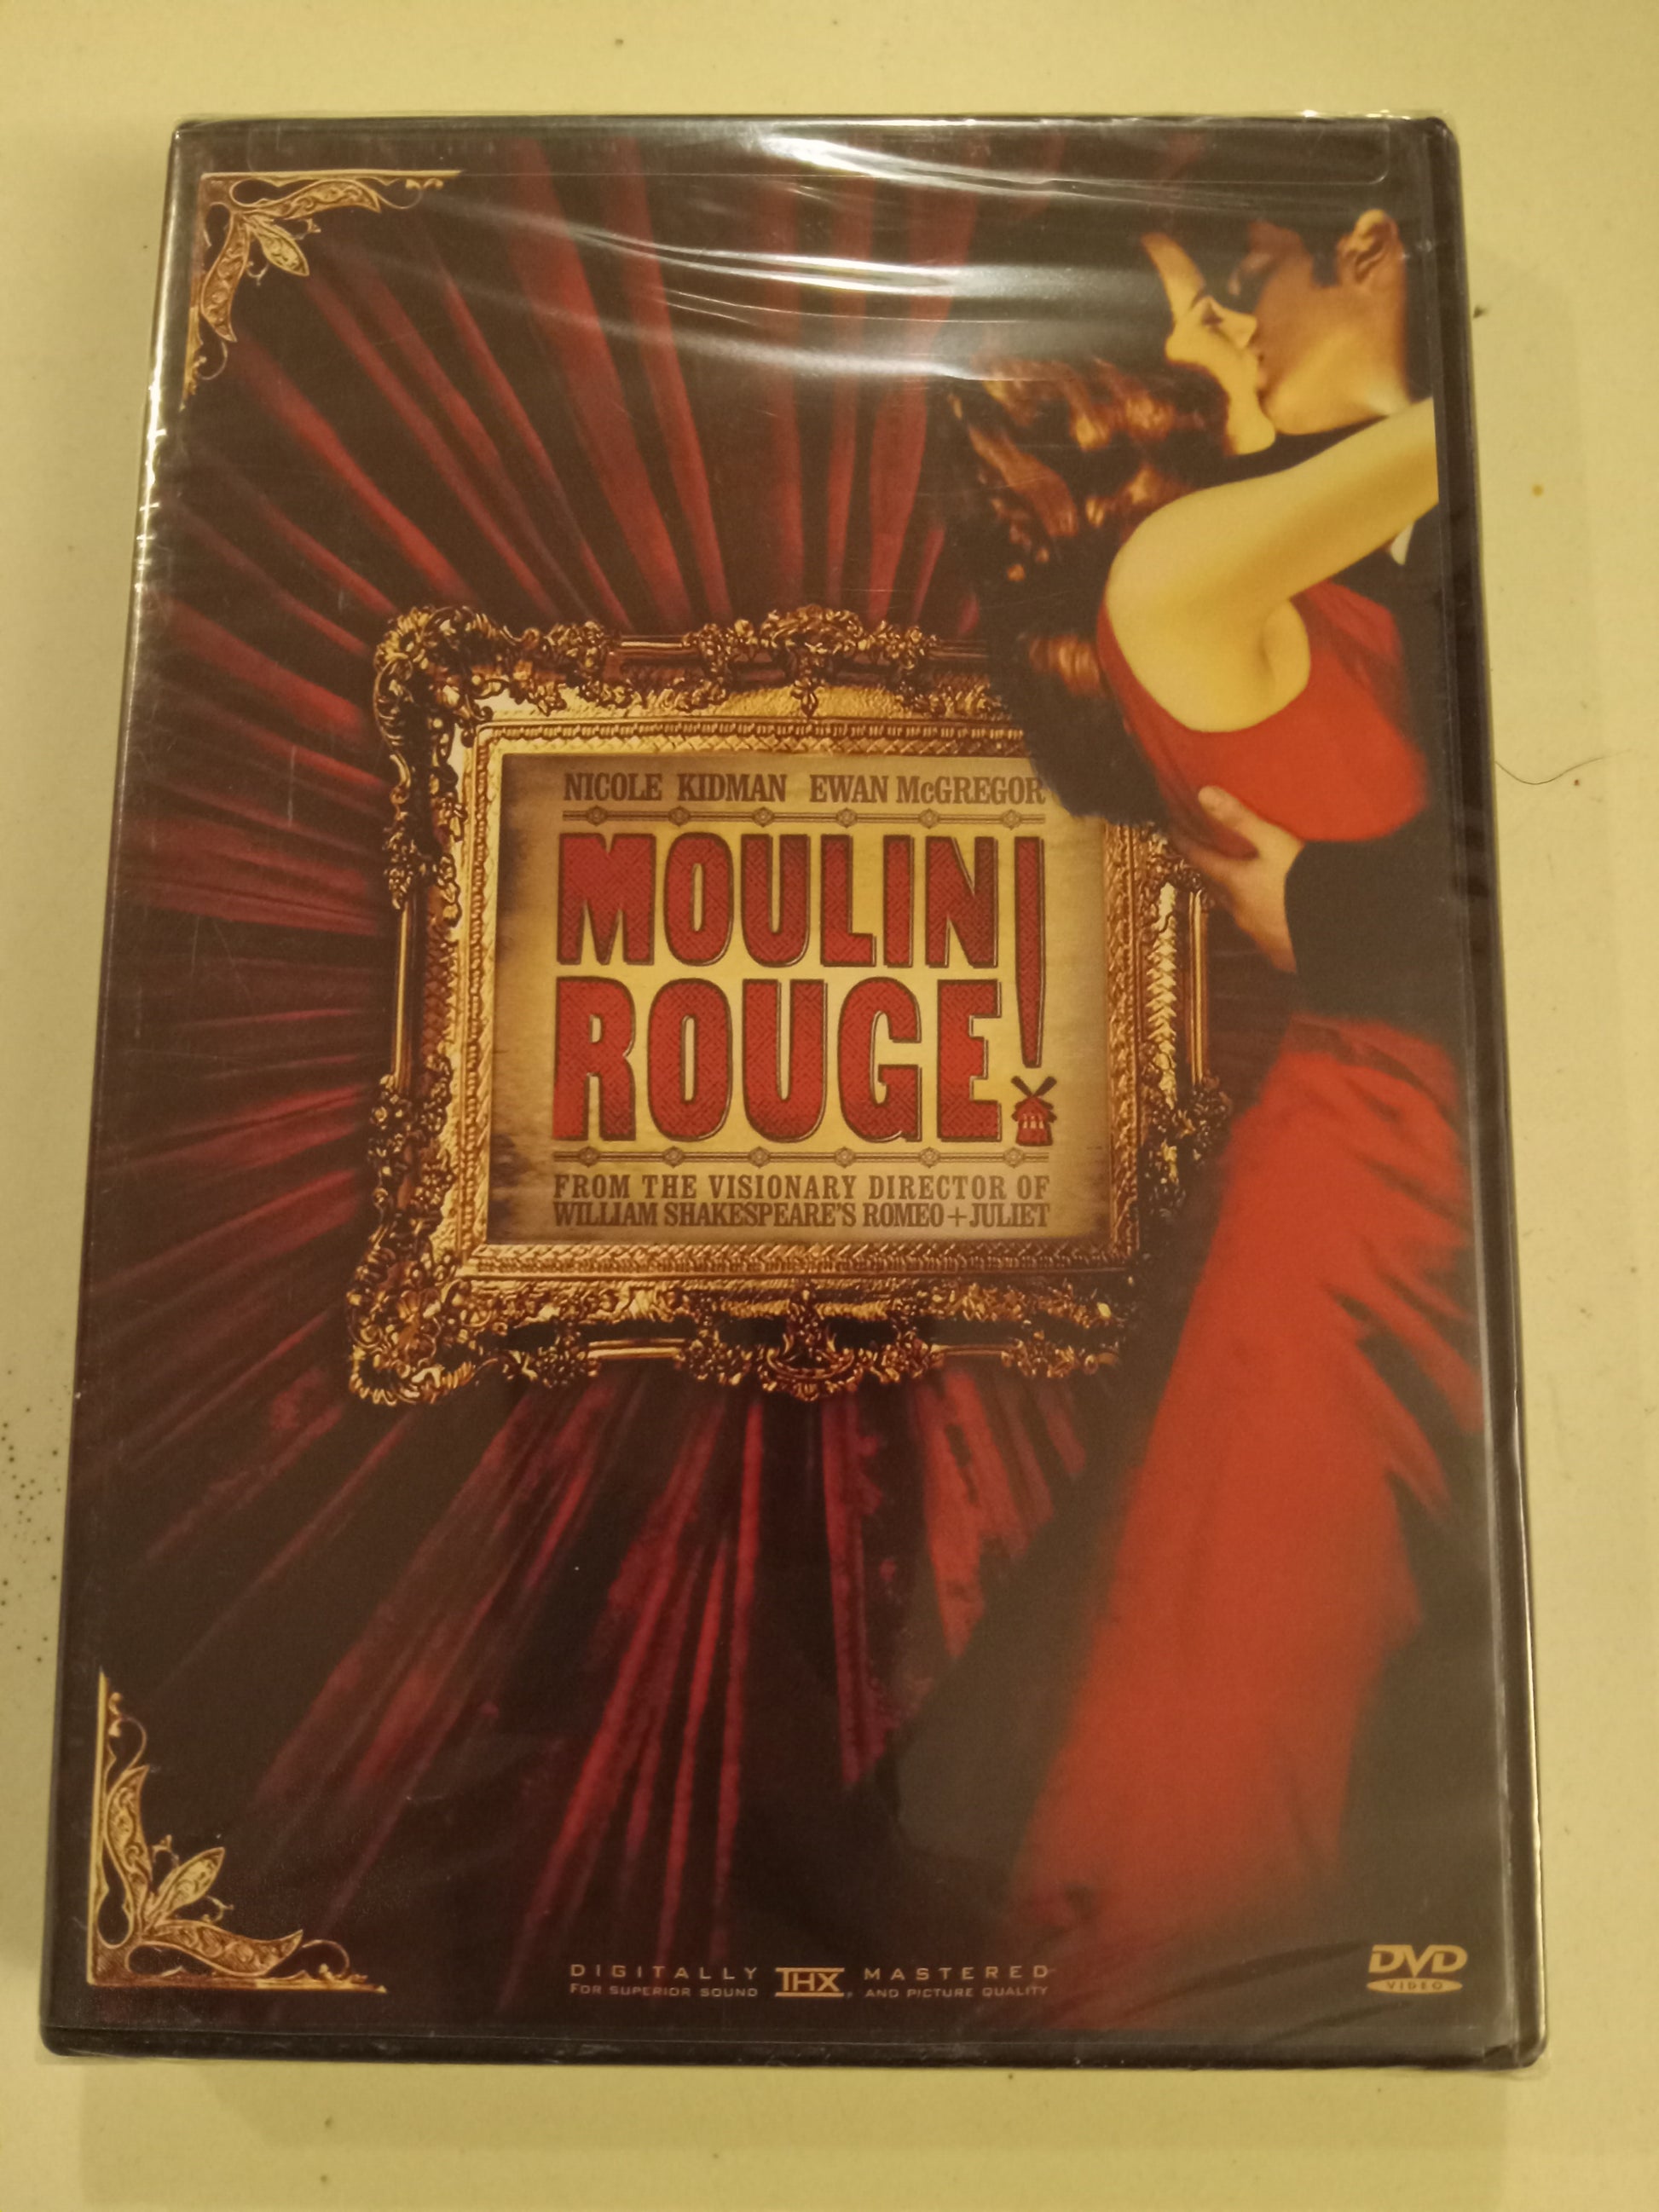 NICOLE KIDMAN EWAN McGREGOR
MOULIN
ROUGE!
FROM THE VISIONARY DIRECTOR OF
WILLIAM SHAKESPEARE'S ROMEO+JULIET
DIGITALLY THX MASTERED
FOR SUPERIOR SOUND AND PICTURE QUALITY
DVD
VIDEO